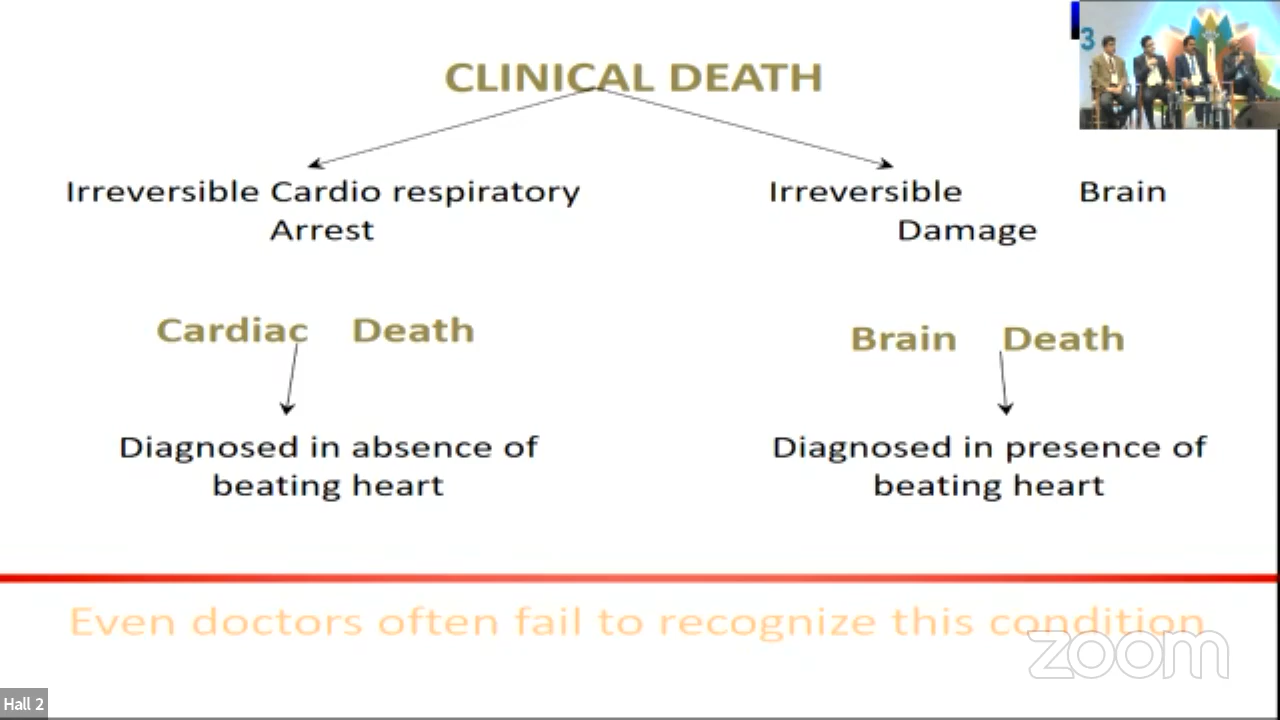 CLINICAL DEATH
3
Irreversible Cardio respiratory
Arrest
Irreversible Brain
Damage
Cardiac Death
Brain Death
Diagnosed in absence of
beating heart
Diagnosed in presence of
beating heart
Even doctors often fail to recognize this condition
zoom
Hall 2